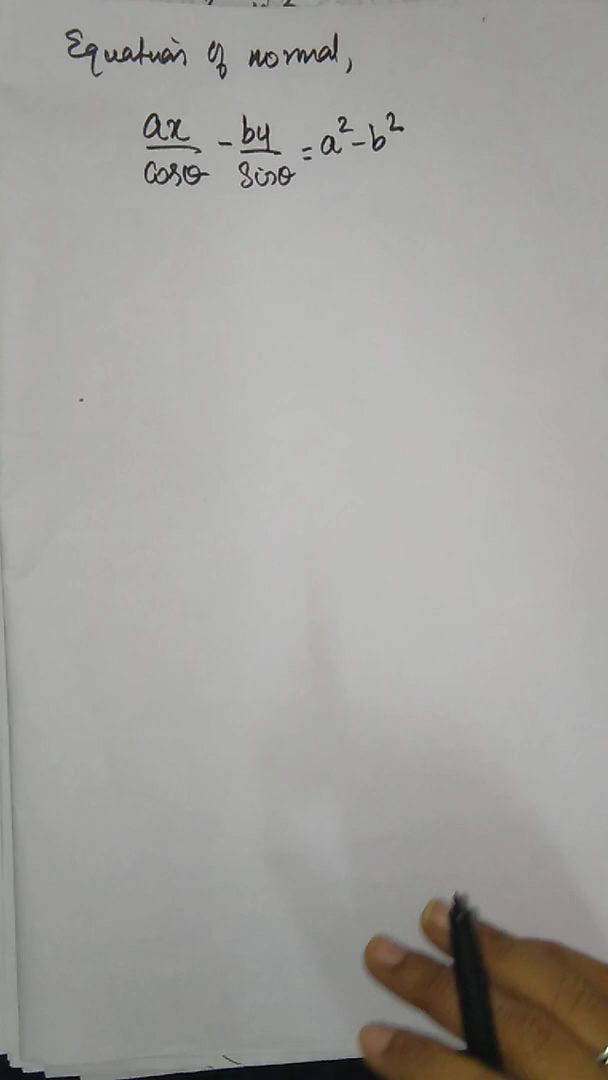 Equation of normal,
ax/cosθ - by/sinθ = a² - b²